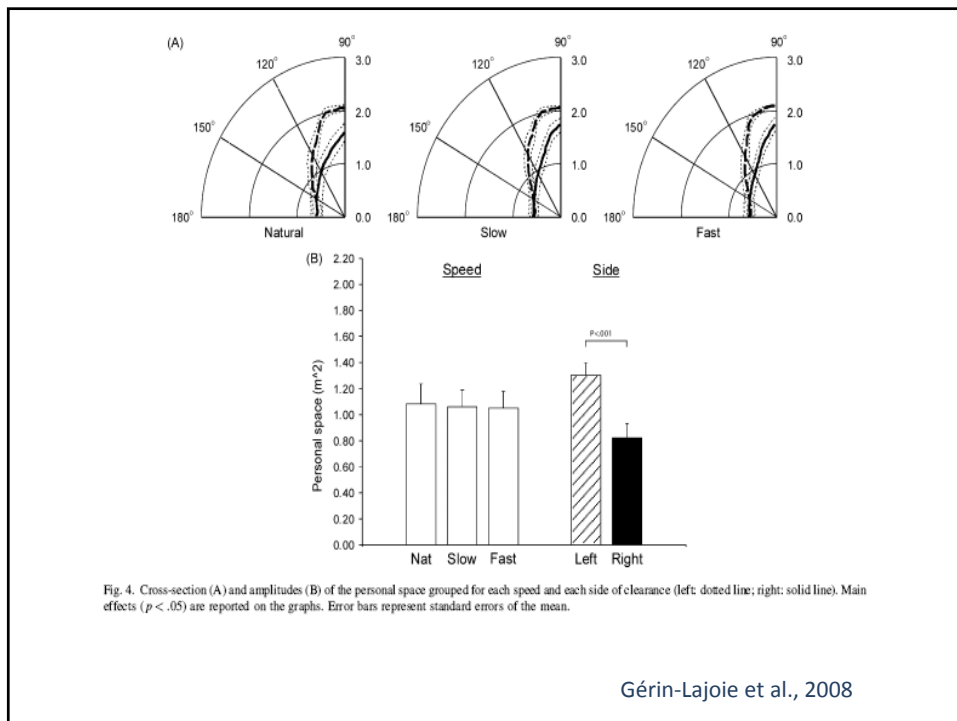 (A)
90°
3.0
120°
2.0
150°
1.0
180°
0.0
Natural
90°
3.0
120°
2.0
150°
1.0
180°
0.0
Slow
90°
3.0
120°
2.0
150°
1.0
180°
0.0
Fast
(B)
Speed
Side
2.20
2.00
1.80
1.60
1.40
1.20
1.00
0.80
0.60
0.40
0.20
0.00
Personal space (m^2)
P<.001
Nat Slow Fast Left Right
Fig. 4. Cross-section (A) and amplitudes (B) of the personal space grouped for each speed and each side of clearance (left: dotted line; right: solid line). Main
effects (p < .05) are reported on the graphs. Error bars represent standard errors of the mean.
Gérin-Lajoie et al., 2008